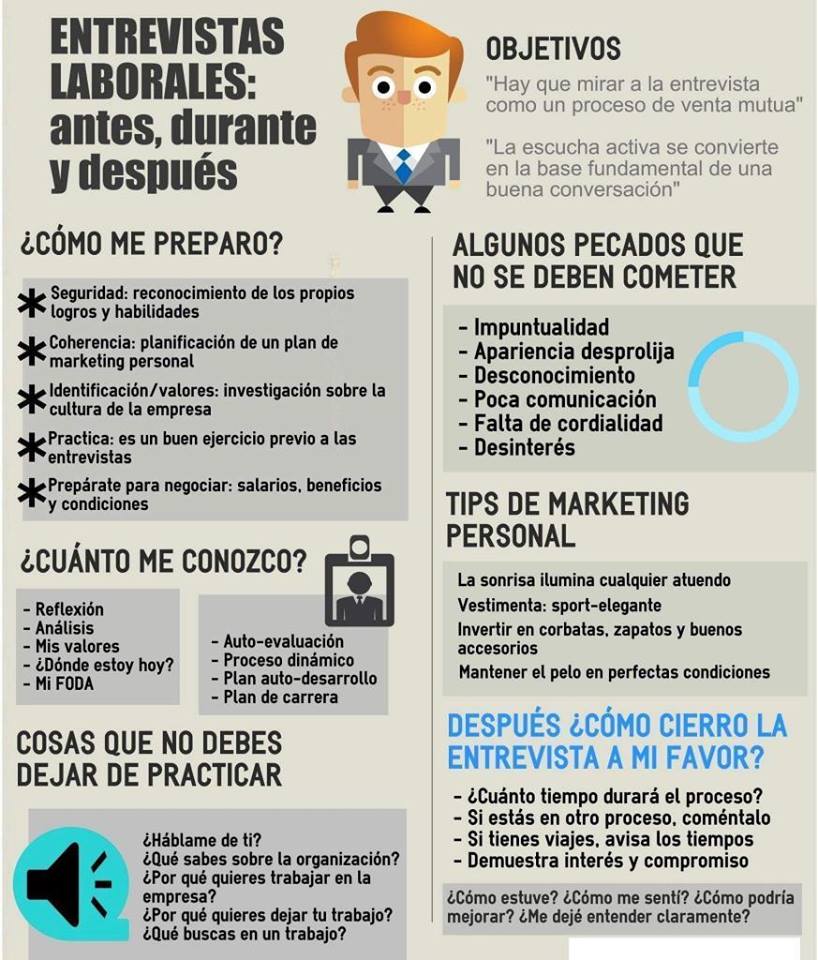 ENTREVISTAS
LABORALES:
antes, durante
y después
OBJETIVOS
"Hay que mirar a la entrevista
como un proceso de venta mutua"
"La escucha activa se convierte
en la base fundamental de una
buena conversación"
¿CÓMO ME PREPARO?
* Seguridad: reconocimiento de los propios
logros y habilidades
* Coherencia: planificación de un plan de
marketing personal
* Identificación/valores: investigación sobre la
cultura de la empresa
* Practica: es un buen ejercicio previo a las
entrevistas
* Prepárate para negociar: salarios, beneficios
y condiciones
¿CUÁNTO ME CONOZCO?
- Reflexión
- Análisis
- Mis valores
- ¿Dónde estoy hoy?
- Mi FODA
- Auto-evaluación
- Proceso dinámico
- Plan auto-desarrollo
- Plan de carrera
COSAS QUE NO DEBES
DEJAR DE PRACTICAR
¿Háblame de ti?
¿Qué sabes sobre la organización?
¿Por qué quieres trabajar en la
empresa?
¿Por qué quieres dejar tu trabajo?
¿Qué buscas en un trabajo?
ALGUNOS PECADOS QUE
NO SE DEBEN COMETER
- Impuntualidad
- Apariencia desprolija
- Desconocimiento
- Poca comunicación
- Falta de cordialidad
- Desinterés
TIPS DE MARKETING
PERSONAL
La sonrisa ilumina cualquier atuendo
Vestimenta: sport-elegante
Invertir en corbatas, zapatos y buenos
accesorios
Mantener el pelo en perfectas condiciones
DESPUÉS ¿CÓMO CIERRO LA
ENTREVISTA A MI FAVOR?
- ¿Cuánto tiempo durará el proceso?
- Si estás en otro proceso, coméntalo
- Si tienes viajes, avisa los tiempos
- Demuestra interés y compromiso
¿Cómo estuve? ¿Cómo me sentí? ¿Cómo podría
mejorar? ¿Me dejé entender claramente?